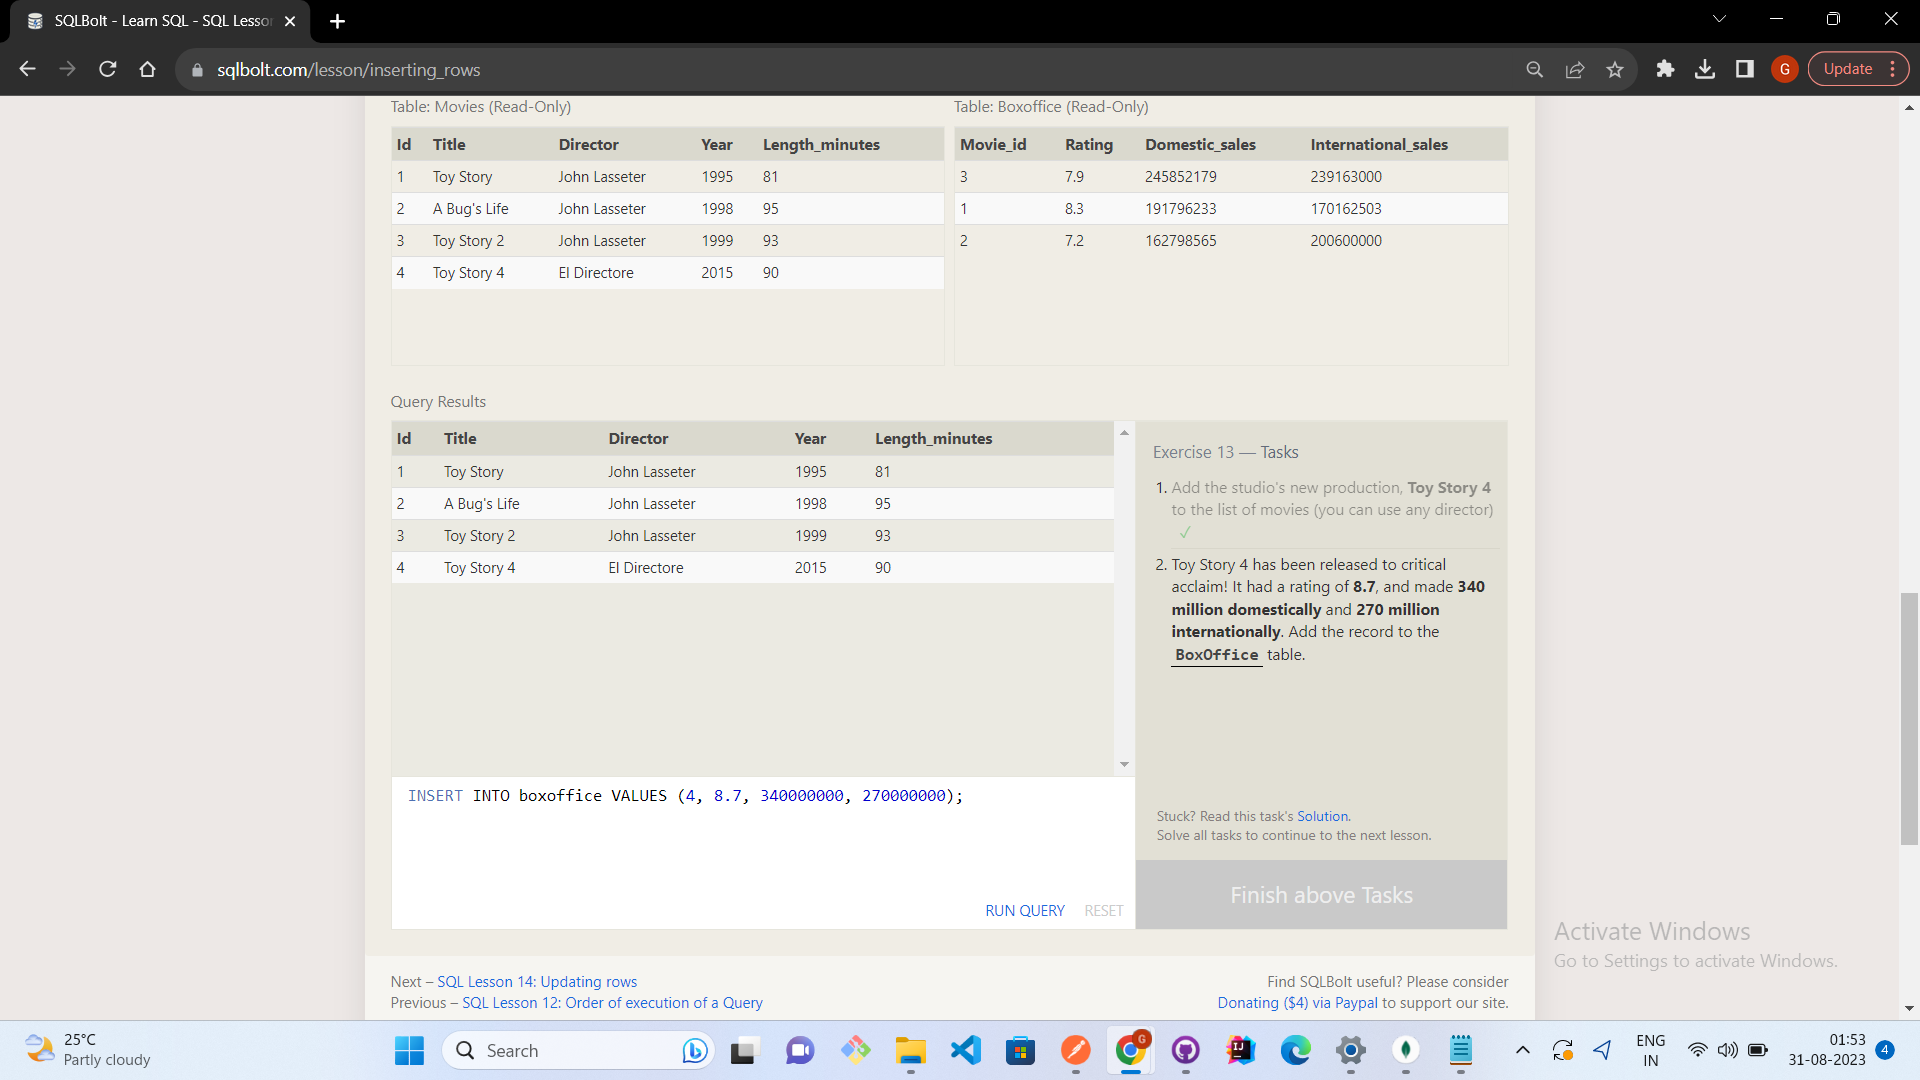 SQLBolt - Learn SQL - SQL Lesson
sqlbolt.com/lesson/inserting_rows
G
Update
Table: Movies (Read-Only)
Id Title Director Year Length_minutes
1 Toy Story John Lasseter 1995 81
2 A Bug's Life John Lasseter 1998 95
3 Toy Story 2 John Lasseter 1999 93
4 Toy Story 4 El Directore 2015 90
Table: Boxoffice (Read-Only)
Movie_id Rating Domestic_sales International_sales
3 7.9 245852179 239163000
1 8.3 191796233 170162503
2 7.2 162798565 200600000
Query Results
Id Title Director Year Length_minutes
1 Toy Story John Lasseter 1995 81
2 A Bug's Life John Lasseter 1998 95
3 Toy Story 2 John Lasseter 1999 93
4 Toy Story 4 El Directore 2015 90
INSERT INTO boxoffice VALUES (4, 8.7, 340000000, 270000000);
RUN QUERY RESET
Exercise 13 — Tasks
1. Add the studio's new production, Toy Story 4
to the list of movies (you can use any director)
✓
2. Toy Story 4 has been released to critical
acclaim! It had a rating of 8.7, and made 340
million domestically and 270 million
internationally. Add the record to the
BoxOffice table.
Stuck? Read this task's Solution.
Solve all tasks to continue to the next lesson.
Finish above Tasks
Next – SQL Lesson 14: Updating rows
Previous – SQL Lesson 12: Order of execution of a Query
Find SQLBolt useful? Please consider
Donating ($4) via Paypal to support our site.
Activate Windows
Go to Settings to activate Windows.
25°C
Partly cloudy
Search
G
IJ
ENG
IN
01:53
31-08-2023
4